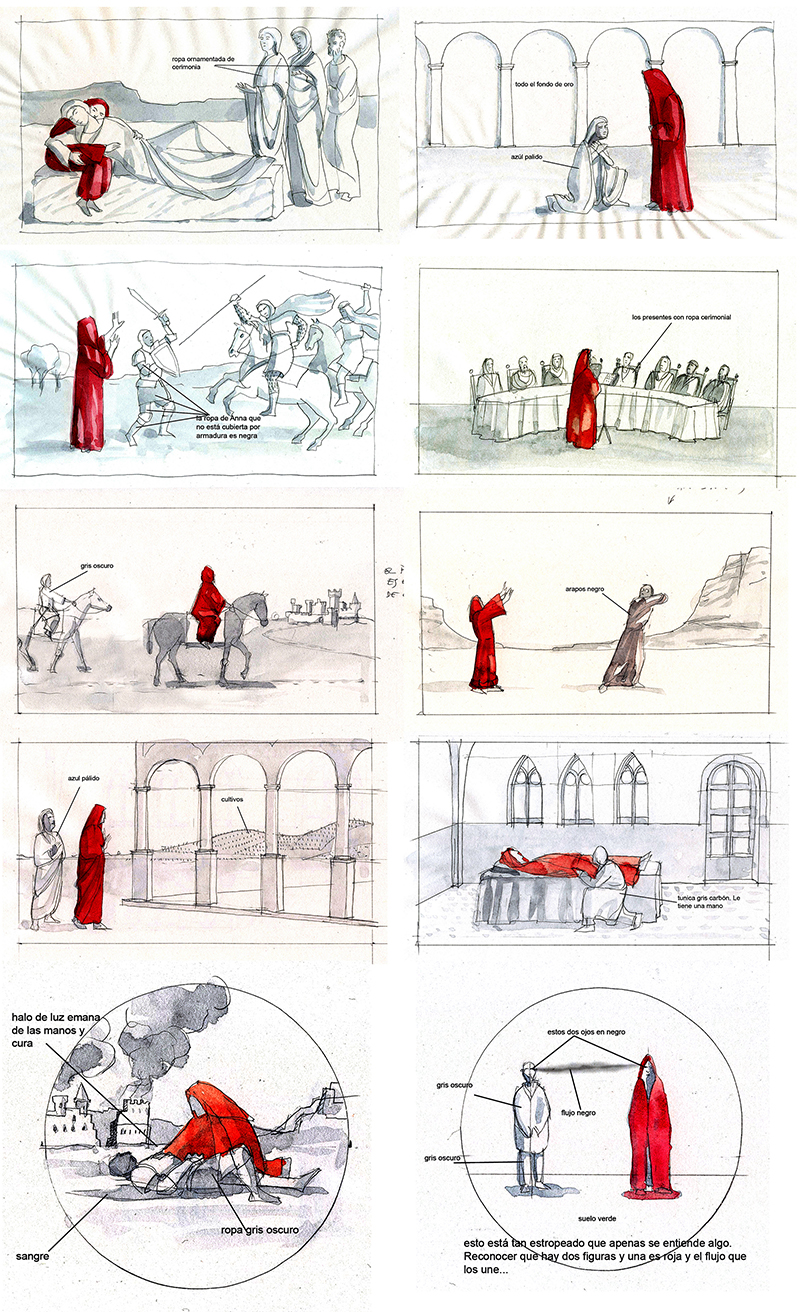 ropa ornamentada de
cerimonia
todo el fondo de oro
azúl palido
la ropa de Anna que
no está cubierta por
armadura es negra
los presentes con ropa cerimonial
gris oscuro
arapos negro
azul pálido
cultivos
tunica gris carbón, Le
tiene una mano
halo de luz emana
de las manos y
cura
ropa gris oscuro
sangre
estos dos ojos en negro
gris oscuro
flujo negro
gris oscuro
suelo verde
esto está tan estropeado que apenas se entiende algo.
Reconocer que hay dos figuras y una es roja y el flujo que
los une...